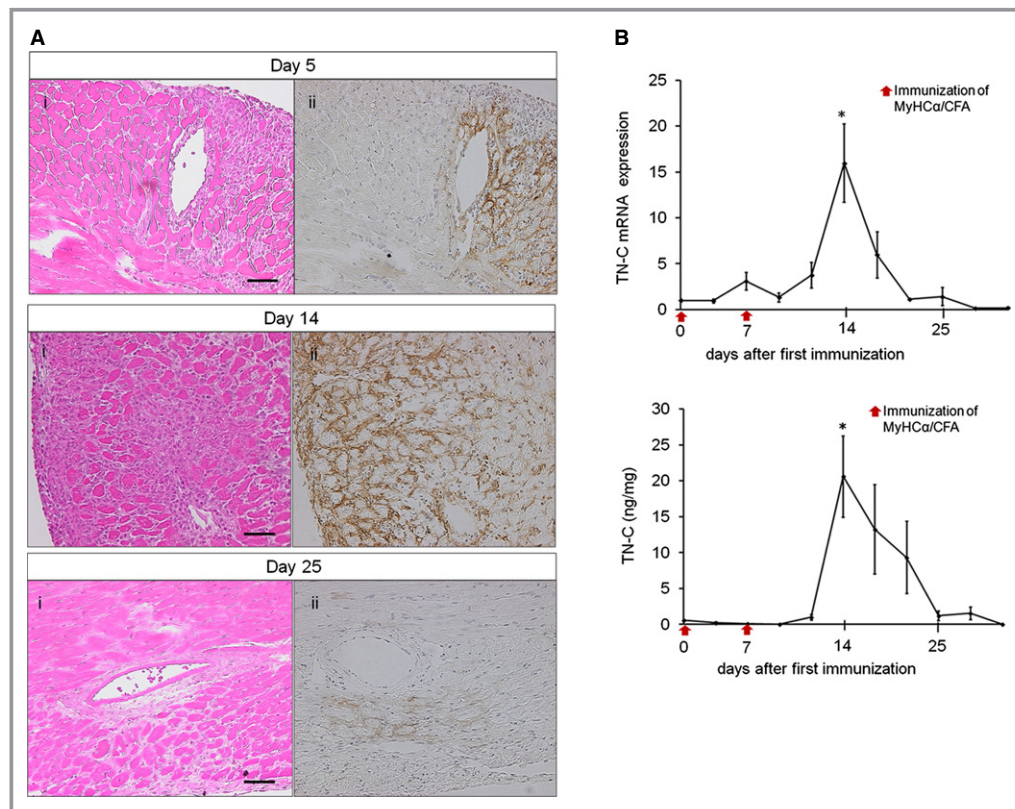 A
Day 5
i
ii
Day 14
i
ii
Day 25
i
ii
B
25
20
15
10
5
0
TN-C mRNA expression
Immunization of
MyHCα/CFA
*
0
7
14
25
days after first immunization
30
25
20
15
10
5
0
TN-C (ng/mg)
Immunization of
MyHCα/CFA
*
0
7
14
25
days after first immunization